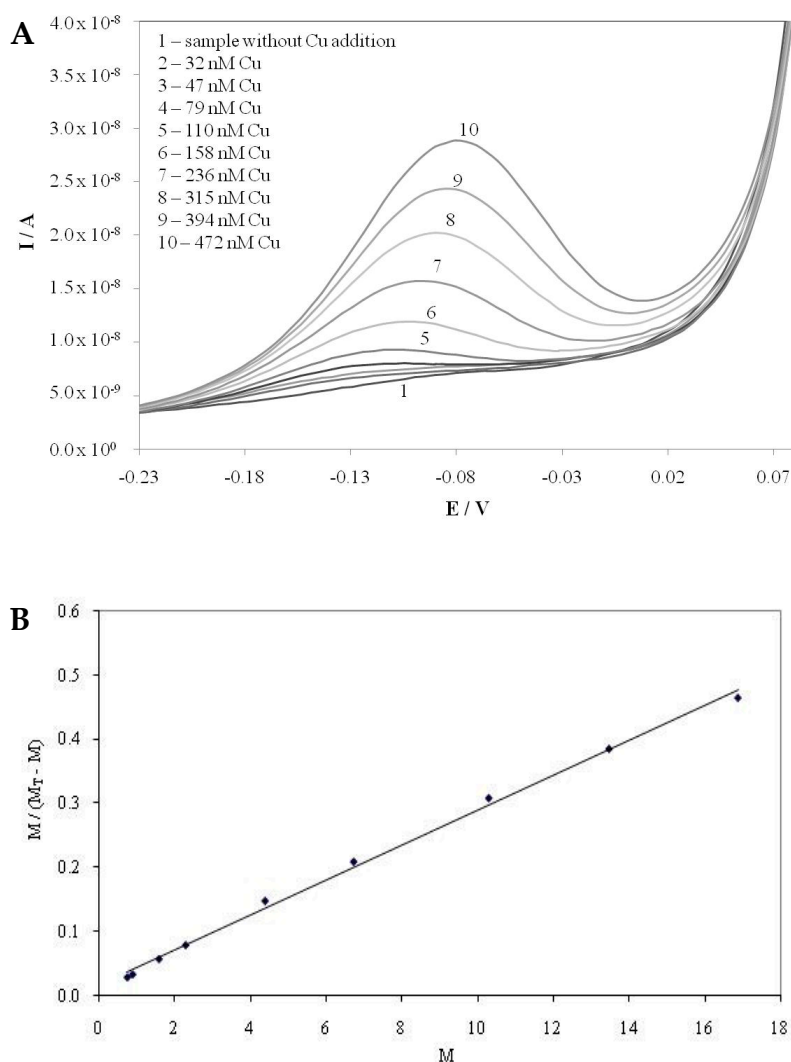 A
4.0 x 10⁻⁸
3.5 x 10⁻⁸
3.0 x 10⁻⁸
2.5 x 10⁻⁸
2.0 x 10⁻⁸
1.5 x 10⁻⁸
1.0 x 10⁻⁸
5.0 x 10⁻⁹
0.0 x 10⁰
I / A
1 – sample without Cu addition
2 – 32 nM Cu
3 – 47 nM Cu
4 – 79 nM Cu
5 – 110 nM Cu
6 – 158 nM Cu
7 – 236 nM Cu
8 – 315 nM Cu
9 – 394 nM Cu
10 – 472 nM Cu
10
9
8
7
6
5
1
-0.23 -0.18 -0.13 -0.08 -0.03 0.02 0.07
E / V
B
0.6
0.5
0.4
0.3
0.2
0.1
0.0
M / (M_T - M)
0 2 4 6 8 10 12 14 16 18
M